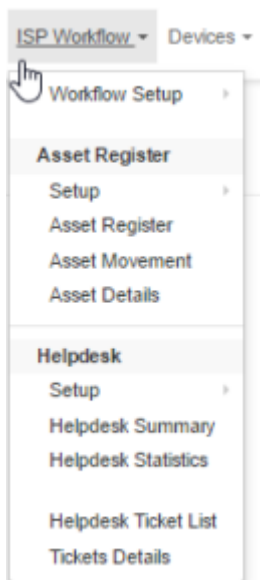 ISP Workflow Devices
Workflow Setup
Asset Register
Setup
Asset Register
Asset Movement
Asset Details
Helpdesk
Setup
Helpdesk Summary
Helpdesk Statistics
Helpdesk Ticket List
Tickets Details